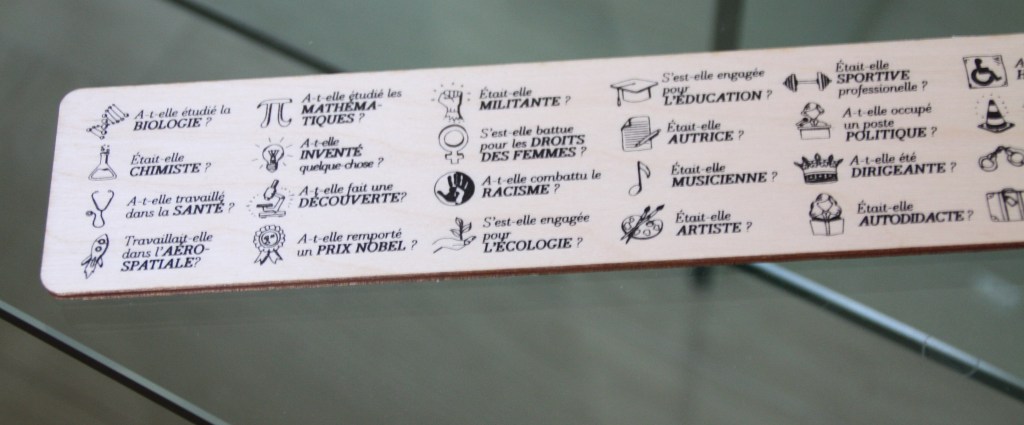 A-t-elle étudié la
BIOLOGIE ?
Était-elle
CHIMISTE ?
A-t-elle travaillé
dans la SANTÉ ?
Travaillait-elle
dans l'AÉRO-
SPATIALE?
A-t-elle étudié les
MATHÉMA-
TIQUES ?
A-t-elle
INVENTÉ
quelque-chose ?
A-t-elle fait une
DÉCOUVERTE?
A-t-elle remporté
un PRIX NOBEL ?
Était-elle
MILITANTE ?
S'est-elle battue
pour les DROITS
DES FEMMES ?
A-t-elle combattu le
RACISME ?
S'est-elle engagée
pour
L'ÉCOLOGIE ?
S'est-elle engagée
pour
L'ÉDUCATION ?
Était-elle
AUTRICE ?
Était-elle
MUSICIENNE ?
Était-elle
ARTISTE ?
Était-elle
SPORTIVE
professionelle ?
A-t-elle occupé
un poste
POLITIQUE ?
A-t-elle été
DIRIGEANTE ?
Était-elle
AUTODIDACTE ?